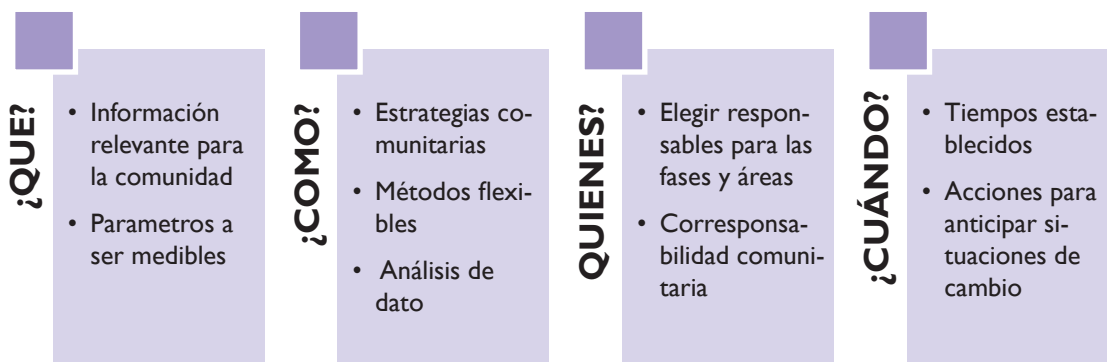 ¿QUE?
• Información
relevante para
la comunidad
• Parametros a
ser medibles
¿COMO?
• Estrategias co-
munitarias
• Métodos flexi-
bles
• Análisis de
dato
QUIENES?
• Elegir respon-
sables para las
fases y áreas
• Corresponsa-
bilidad comuni-
taria
¿CUÁNDO?
• Tiempos esta-
blecidos
• Acciones para
anticipar si-
tuaciones de
cambio